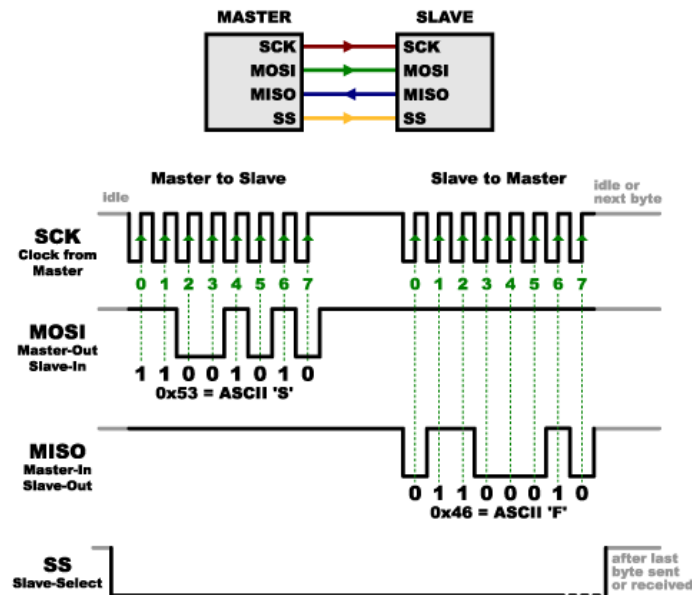 MASTER SLAVE
SCK SCK
MOSI MOSI
MISO MISO
SS SS
Master to Slave Slave to Master
idle
idle or
next byte
SCK
Clock from
Master
0 1 2 3 4 5 6 7 0 1 2 3 4 5 6 7
MOSI
Master-Out
Slave-In
1 1 0 0 1 0 1 0
0x53 = ASCII 'S'
MISO
Master-In
Slave-Out
0 1 1 0 0 0 1 0
0x46 = ASCII 'F'
SS
Slave-Select
after last
byte sent
or received